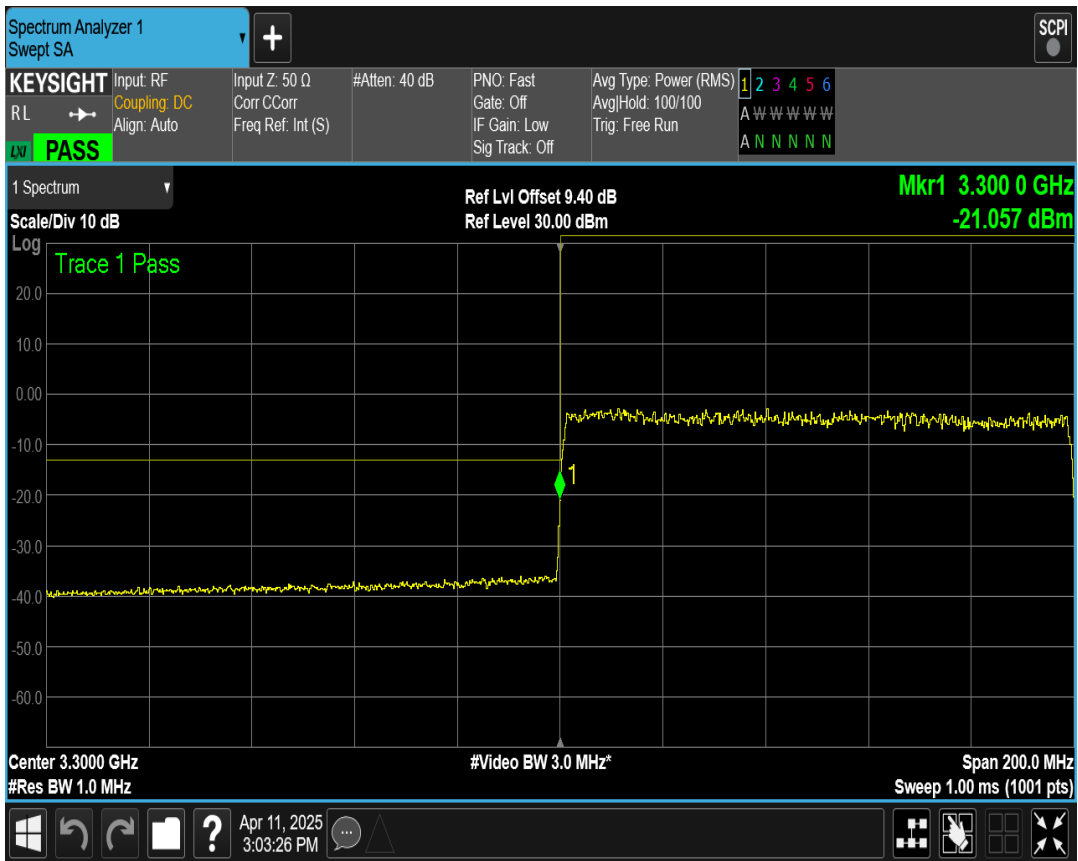 Spectrum Analyzer 1
Swept SA
+
SCPI
KEYSIGHT
RL
LXI PASS
Input: RF
Coupling: DC
Align: Auto
Input Z: 50 Ω
Corr CCorr
Freq Ref: Int (S)
#Atten: 40 dB
PNO: Fast
Gate: Off
IF Gain: Low
Sig Track: Off
Avg Type: Power (RMS)
Avg|Hold: 100/100
Trig: Free Run
1 2 3 4 5 6
A W W W W W
A N N N N N
1 Spectrum
Scale/Div 10 dB
Ref Lvl Offset 9.40 dB
Ref Level 30.00 dBm
Mkr1 3.300 0 GHz
-21.057 dBm
Log
Trace 1 Pass
20.0
10.0
0.00
-10.0
1
-20.0
-30.0
-40.0
-50.0
-60.0
Center 3.3000 GHz
#Res BW 1.0 MHz
#Video BW 3.0 MHz*
Span 200.0 MHz
Sweep 1.00 ms (1001 pts)
?
Apr 11, 2025
3:03:26 PM